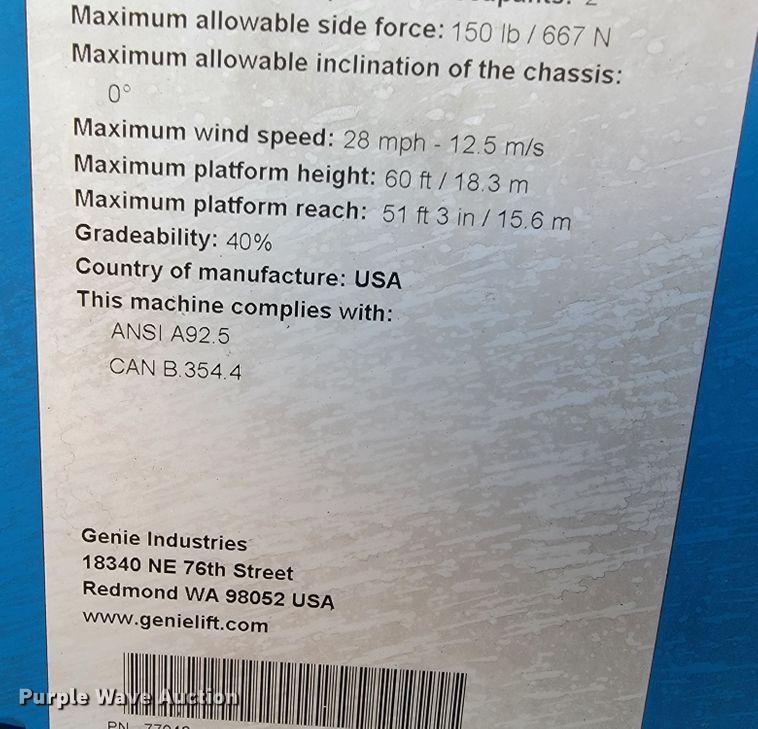 Maximum allowable side force: 150 lb / 667 N
Maximum allowable inclination of the chassis:
0°
Maximum wind speed: 28 mph - 12.5 m/s
Maximum platform height: 60 ft / 18.3 m
Maximum platform reach: 51 ft 3 in / 15.6 m
Gradeability: 40%
Country of manufacture: USA
This machine complies with:
ANSI A92.5
CAN B.354.4
Genie Industries
18340 NE 76th Street
Redmond WA 98052 USA
www.genielift.com
Purple Wave Auction
PN